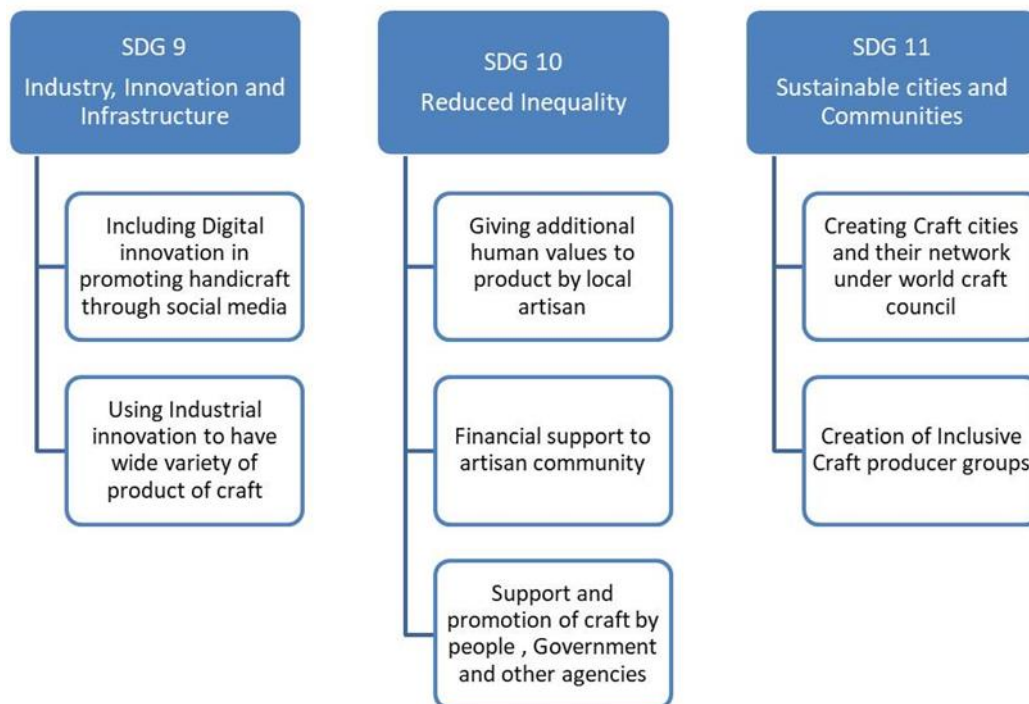 SDG 9
Industry, Innovation and
Infrastructure
Including Digital
innovation in
promoting handicraft
through social media
Using Industrial
innovation to have
wide variety of
product of craft
SDG 10
Reduced Inequality
Giving additional
human values to
product by local
artisan
Financial support to
artisan community
Support and
promotion of craft by
people , Government
and other agencies
SDG 11
Sustainable cities and
Communities
Creating Craft cities
and their network
under world craft
council
Creation of Inclusive
Craft producer groups